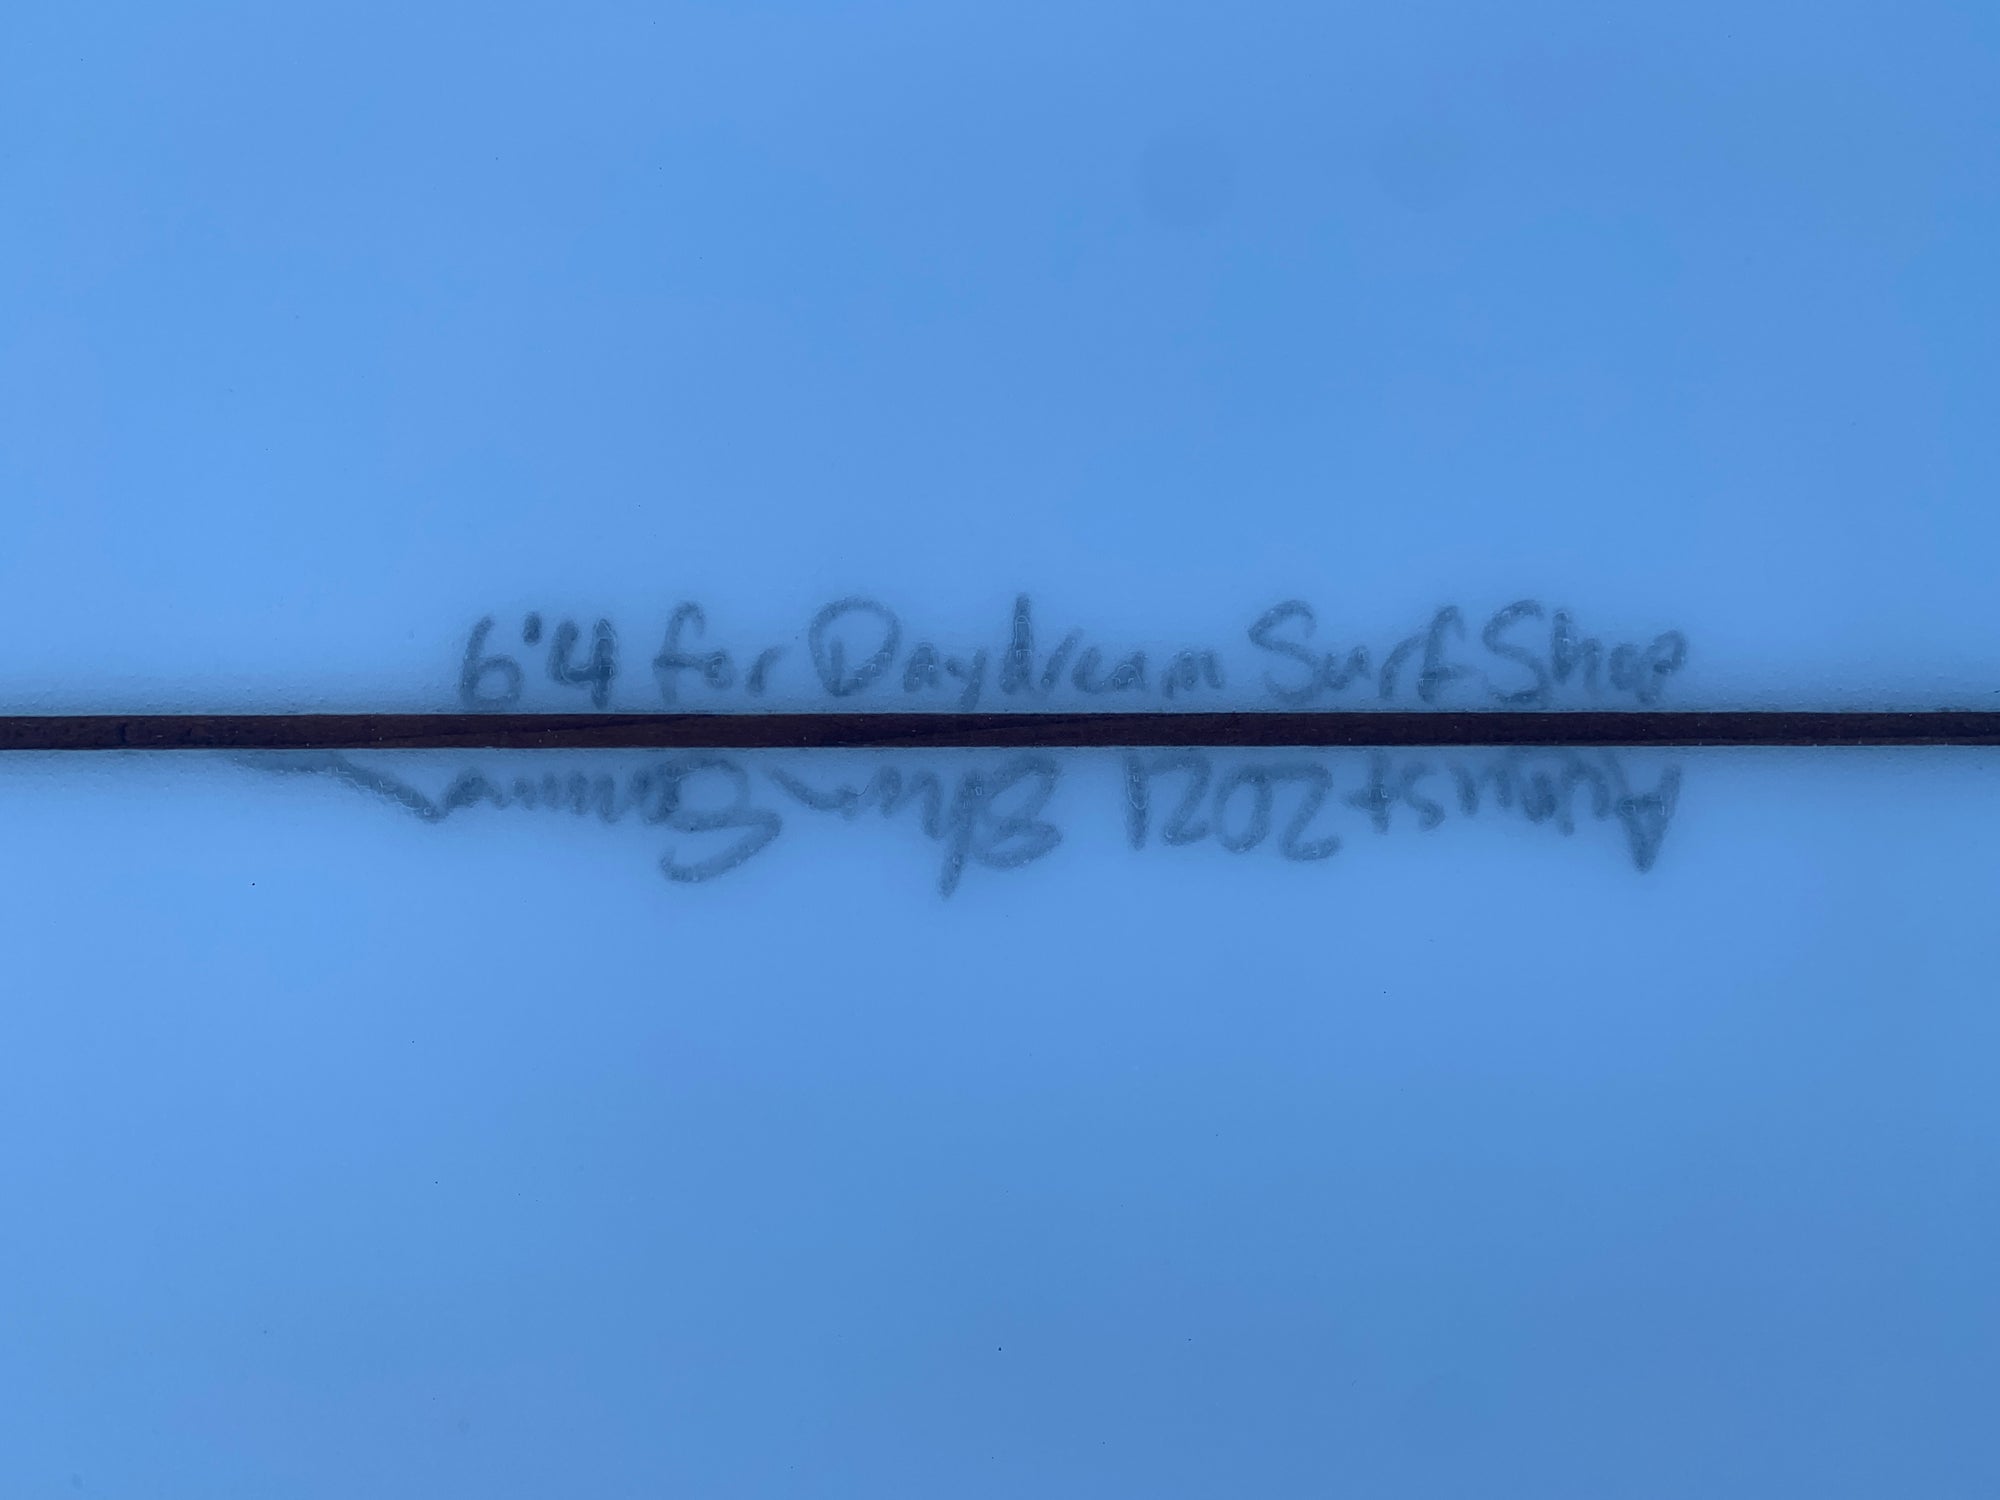 6'4 for Daydream Surf Shop
August 2021